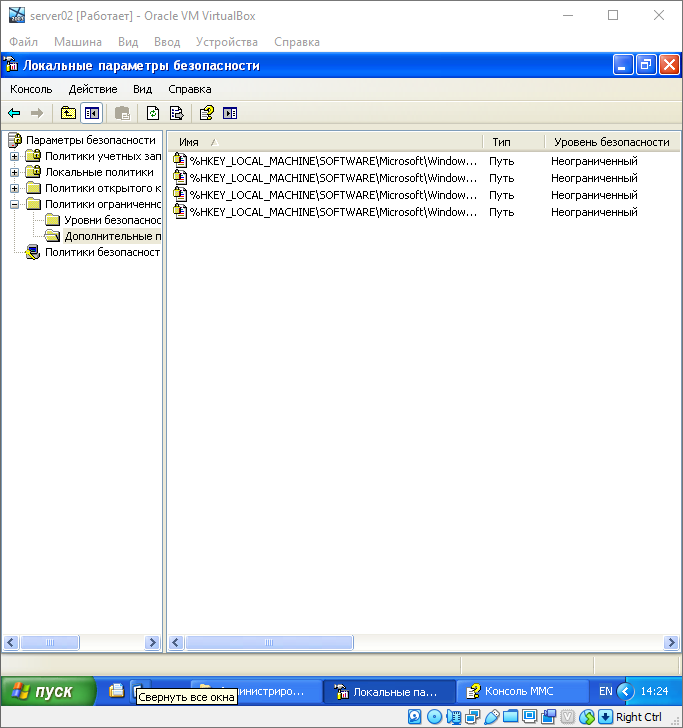 server02 [Работает] - Oracle VM VirtualBox
Файл Машина Вид Ввод Устройства Справка
Локальные параметры безопасности
Консоль Действие Вид Справка
Параметры безопасности
Политики учетных зап
Локальные политики
Политики открытого к
Политики ограниченно
Уровни безопаснос
Дополнительные п
Политики безопасност
Имя Тип Уровень безопасности
%HKEY_LOCAL_MACHINE\SOFTWARE\Microsoft\Window... Путь Неограниченный
%HKEY_LOCAL_MACHINE\SOFTWARE\Microsoft\Window... Путь Неограниченный
%HKEY_LOCAL_MACHINE\SOFTWARE\Microsoft\Window... Путь Неограниченный
%HKEY_LOCAL_MACHINE\SOFTWARE\Microsoft\Window... Путь Неограниченный
пуск
Свернуть все окна
министриро...
Локальные па...
Консоль MMC
EN
14:24
Right Ctrl